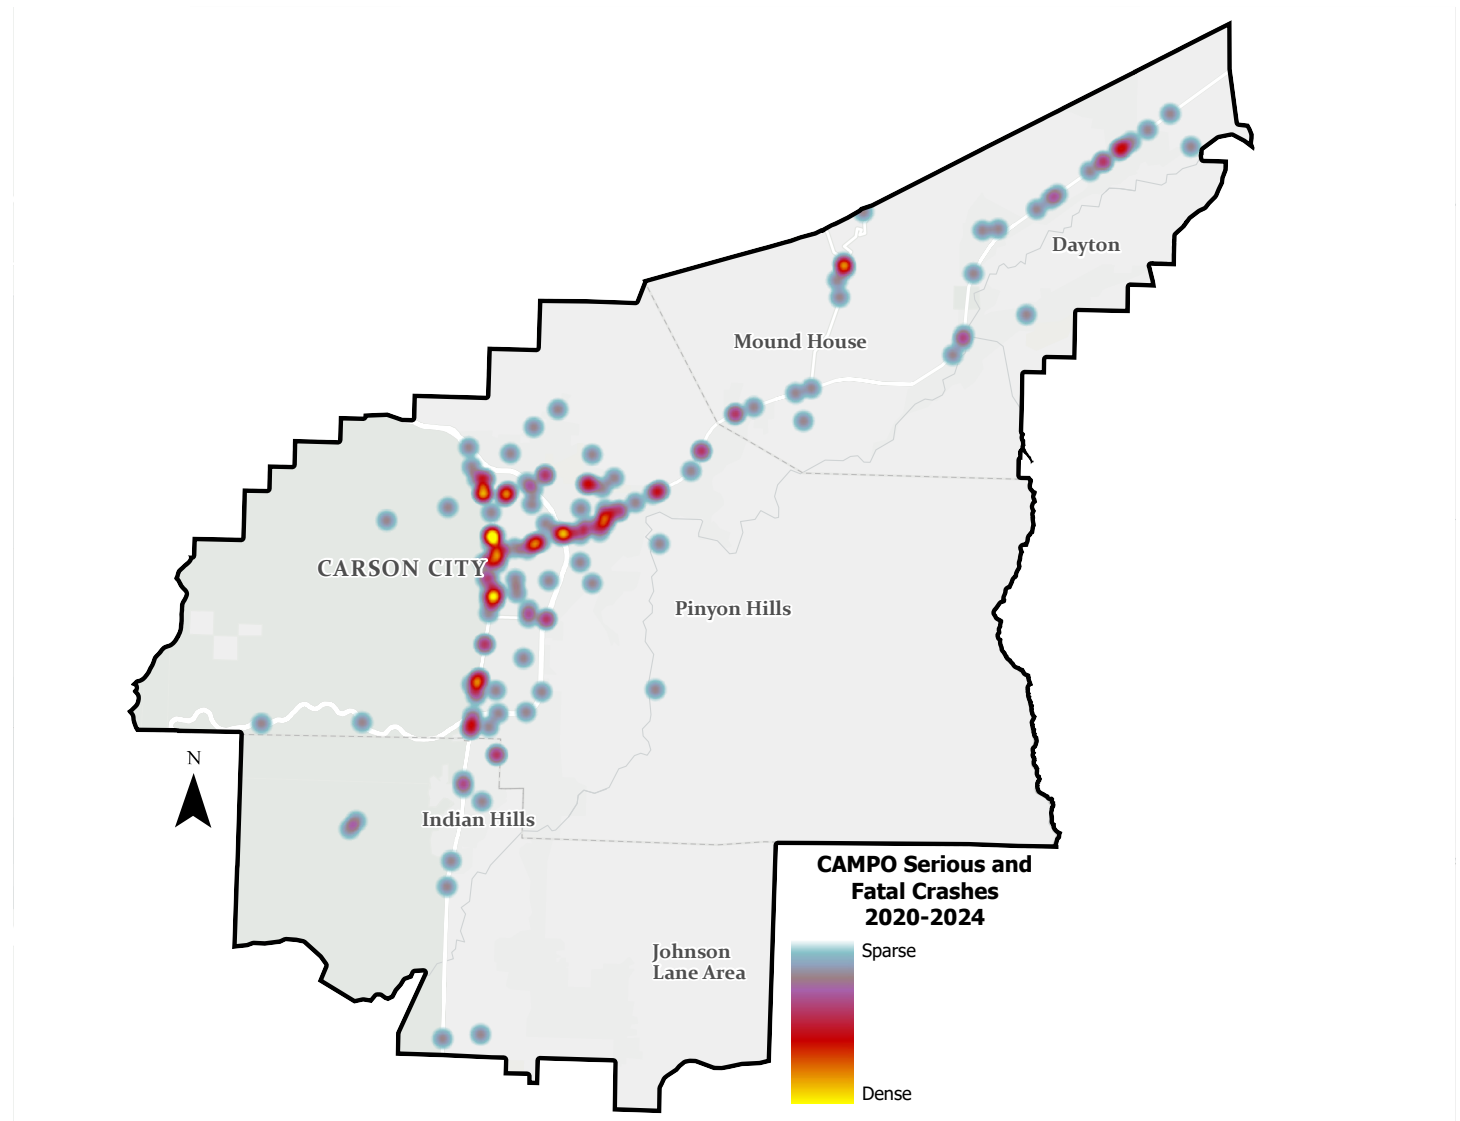 Dayton
Mound House
CARSON CITY
Pinyon Hills
N
Indian Hills
CAMPO Serious and
Fatal Crashes
2020-2024
Sparse
Dense
Johnson
Lane Area